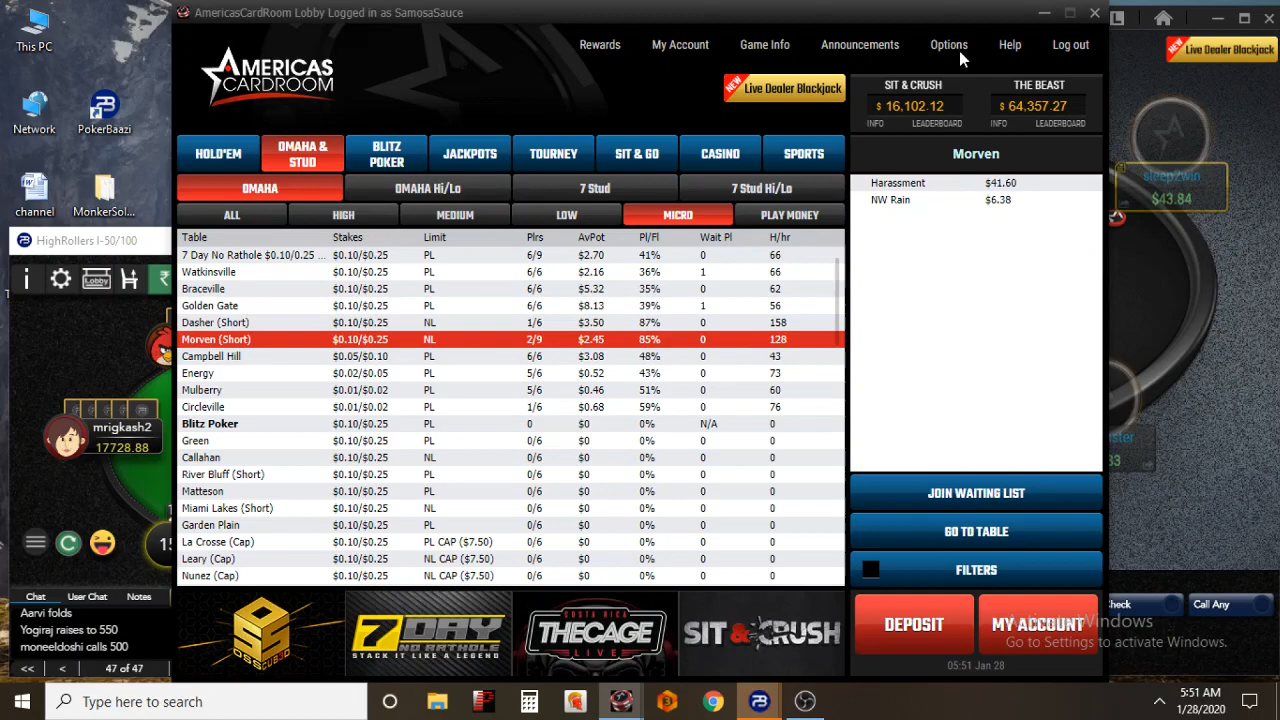 This PC
Network
PokerBaazi
channel
MonkerSol...
HighRollers I-50/100
Lobby
₹
mrigkash2
17728.88
15
Chat User Chat Notes
Aarvi folds
Yogiraj raises to 550
moneeldoshi calls 500
<< < 47 of 47
AmericasCardRoom Lobby Logged in as SamosaSauce
Rewards My Account Game Info Announcements Options Help Log out
AMERICAS
CARDROOM
NEW Live Dealer Blackjack
SIT & CRUSH THE BEAST
$ 16,102.12 $ 64,357.27
INFO LEADERBOARD INFO LEADERBOARD
HOLD'EM OMAHA & STUD BLITZ POKER JACKPOTS TOURNEY SIT & GO CASINO SPORTS
OMAHA OMAHA Hi/Lo 7 Stud 7 Stud Hi/Lo
ALL HIGH MEDIUM LOW MICRO PLAY MONEY
Table Stakes Limit Plrs AvPot Pl/Fl Wait Pl H/hr
7 Day No Rathole $0.10/0.25 ... $0.10/$0.25 PL 6/9 $2.70 41% 0 66
Watkinsville $0.10/$0.25 PL 6/6 $2.16 36% 1 66
Braceville $0.10/$0.25 PL 6/6 $5.32 35% 0 62
Golden Gate $0.10/$0.25 PL 6/6 $8.13 39% 1 56
Dasher (Short) $0.10/$0.25 NL 1/6 $3.50 87% 0 158
Morven (Short) $0.10/$0.25 NL 2/9 $2.45 85% 0 128
Campbell Hill $0.05/$0.10 PL 6/6 $3.08 48% 0 43
Energy $0.02/$0.05 PL 5/6 $0.52 43% 0 73
Mulberry $0.01/$0.02 PL 5/6 $0.46 51% 0 60
Circleville $0.01/$0.02 PL 1/6 $0.68 59% 0 76
Blitz Poker $0.10/$0.25 PL 0 $0 0% N/A 0
Green $0.10/$0.25 PL 0/6 $0 0% 0 0
Callahan $0.10/$0.25 NL 0/6 $0 0% 0 0
River Bluff (Short) $0.10/$0.25 PL 0/6 $0 0% 0 0
Matteson $0.10/$0.25 PL 0/6 $0 0% 0 0
Miami Lakes (Short) $0.10/$0.25 NL 0/6 $0 0% 0 0
Garden Plain $0.10/$0.25 PL 0/6 $0 0% 0 0
La Crosse (Cap) $0.10/$0.25 PL CAP ($7.50) 0/6 $0 0% 0 0
Leary (Cap) $0.10/$0.25 NL CAP ($7.50) 0/6 $0 0% 0 0
Nunez (Cap) $0.10/$0.25 NL CAP ($7.50) 0/6 $0 0% 0 0
Morven
Harassment $41.60
NW Rain $6.38
JOIN WAITING LIST
GO TO TABLE
FILTERS
DEPOSIT MY ACCOUNT
05:51 Jan 28
7 DAY
NO RATHOLE
STACK IT LIKE A LEGEND
COSTA RICA
THECAGE
LIVE
SIT & CRUSH
L
NEW Live Dealer Blackjack
sleep2win
$43.84
Check Call Any
Activate Windows
Go to Settings to activate Windows.
Type here to search
5:51 AM
1/28/2020